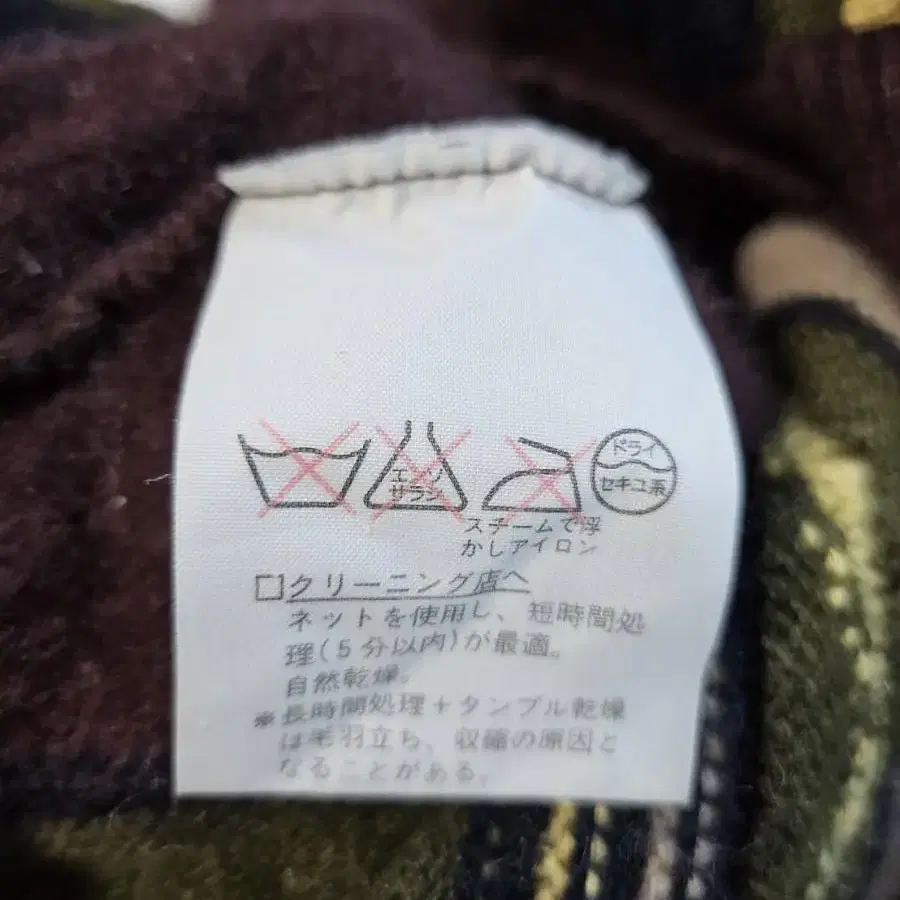 エンソ
サラシ
ドライ
セキユ系
スチームで浮
かしアイロン
□クリーニング店へ
ネットを使用し、短時間処
理(5分以内)が最適。
自然乾燥。
※長時間処理+タンブル乾燥
は毛羽立ち、収縮の原因と
なることがある。